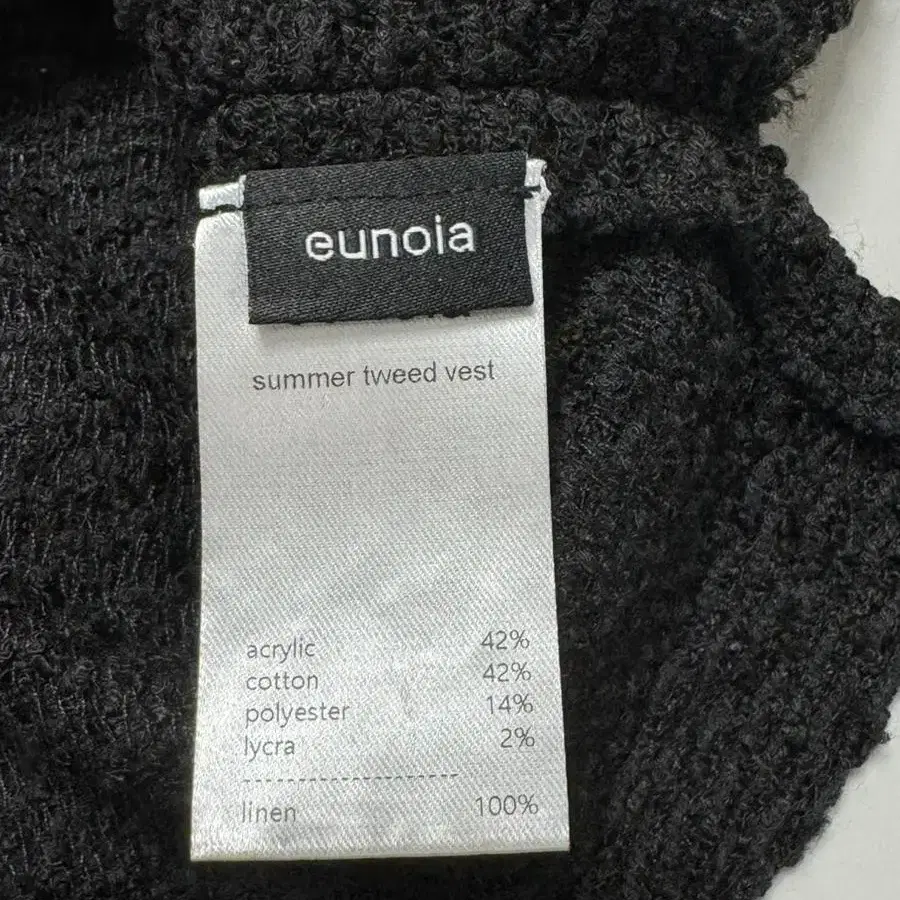 eunoia
summer tweed vest
acrylic 42%
cotton 42%
polyester 14%
lycra 2%
--------------------
linen 100%